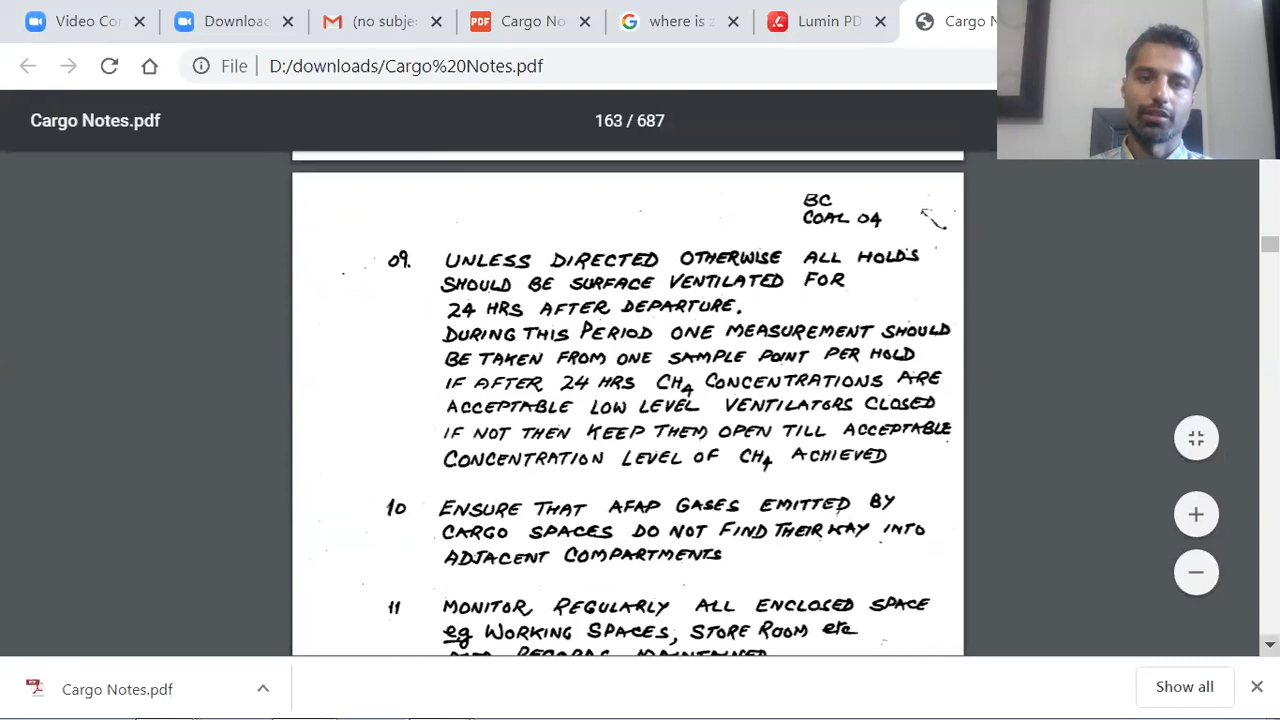 Video Co
Downloa
(no subje
Cargo No
where is
Lumin PD
Cargo N
File
D:/downloads/Cargo%20Notes.pdf
Cargo Notes.pdf
163 / 687
BC
COAL 04
09. UNLESS DIRECTED OTHERWISE ALL HOLDS
SHOULD BE SURFACE VENTILATED FOR
24 HRS AFTER DEPARTURE.
DURING THIS PERIOD ONE MEASUREMENT SHOULD
BE TAKEN FROM ONE SAMPLE POINT PER HOLD
IF AFTER 24 HRS CH4 CONCENTRATIONS ARE
ACCEPTABLE LOW LEVEL VENTILATORS CLOSED
IF NOT THEN KEEP THEM OPEN TILL ACCEPTABLE
CONCENTRATION LEVEL OF CH4 ACHIEVED
10 ENSURE THAT AFAP GASES EMITTED BY
CARGO SPACES DO NOT FIND THEIR WAY INTO
ADJACENT COMPARTMENTS
11 MONITOR REGULARLY ALL ENCLOSED SPACE
eg WORKING SPACES, STORE ROOM etc
RECORDS MAINTAINED
Cargo Notes.pdf
Show all